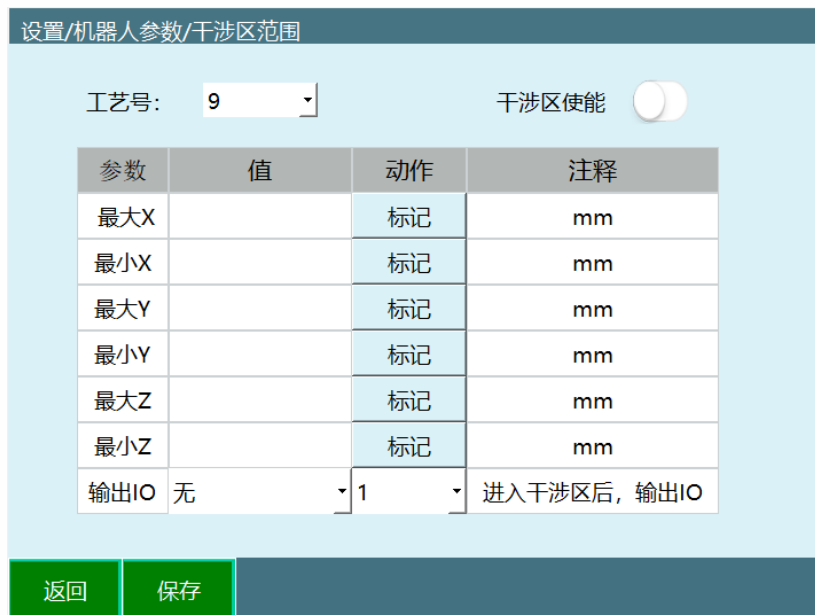 设置/机器人参数/干涉区范围
工艺号: 9 干涉区使能
参数 值 动作 注释
最大X 标记 mm
最小X 标记 mm
最大Y 标记 mm
最小Y 标记 mm
最大Z 标记 mm
最小Z 标记 mm
输出IO 无 1 进入干涉区后，输出IO
返回 保存